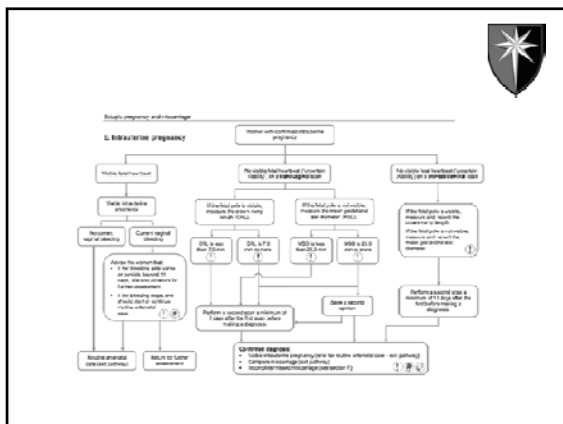 Ectopic pregnancy and miscarriage
E. Intrauterine pregnancy
Women with confirmed intrauterine
pregnancy
Visible fetal heartbeat
No visible fetal heartbeat ('uncertain
viability') on a transvaginal scan
No visible fetal heartbeat ('uncertain
viability') on a
Viable intrauterine
pregnancy
If the fetal pole is visible,
measure the crown-rump
length (CRL)
If the fetal pole is not visible,
measure the mean gestational
sac diameter (MSD)
If the fetal pole is visible,
measure and record the
crown-rump length.
If the fetal pole is not visible,
measure and record the
mean gestational sac
diameter.
No current
vaginal bleeding
Current vaginal
bleeding
CRL is less
than 7.0 mm
CRL is 7.0
mm or more
MSD is less
than 25.0 mm
MSD is 25.0
mm or more
Advise the woman that:
if the bleeding gets worse
or persists beyond 14
days, she should return for
further assessment
if the bleeding stops, she
should start or continue
routine antenatal
care.
Seek a second
opinion
Perform a second scan a minimum of
7 days after the first scan before
making a diagnosis
Perform a second scan a
minimum of 14 days after the
first before making a
diagnosis
Routine antenatal
care (exit pathway)
Return for further
assessment
Confirmed diagnosis:
• Viable intrauterine pregnancy (refer for routine antenatal care - exit pathway)
• Complete miscarriage (exit pathway)
• Incomplete/missed miscarriage (see section F)